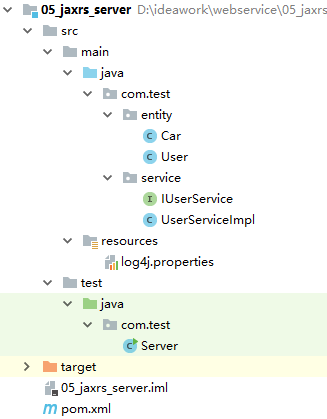 05_jaxrs_server D:\ideawork\webservice\05_jaxrs
src
main
java
com.test
entity
C Car
C User
service
I IUserService
C UserServiceImpl
resources
log4j.properties
test
java
com.test
C Server
target
05_jaxrs_server.iml
m pom.xml